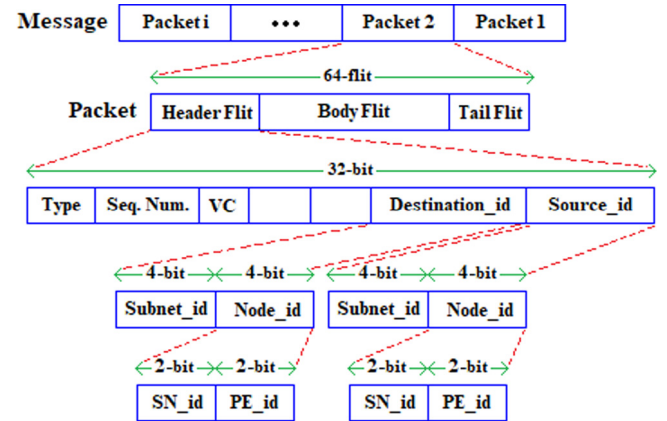 Message Packet i ••• Packet 2 Packet 1
64-flit
Packet Header Flit Body Flit Tail Flit
32-bit
Type Seq. Num. VC Destination_id Source_id
4-bit 4-bit 4-bit 4-bit
Subnet_id Node_id Subnet_id Node_id
2-bit 2-bit 2-bit 2-bit
SN_id PE_id SN_id PE_id